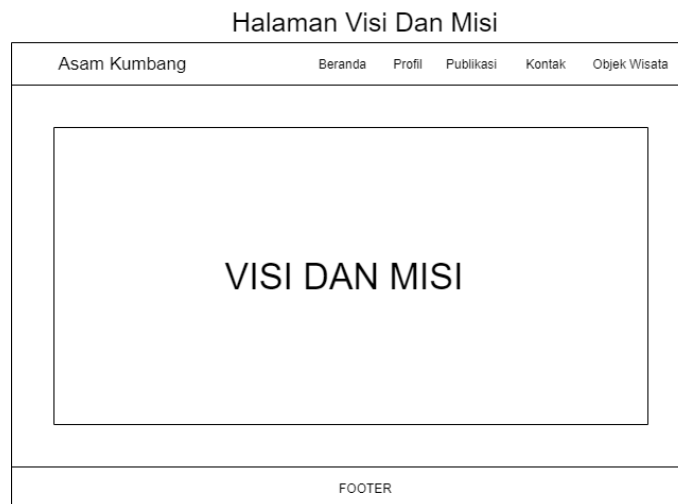 Halaman Visi Dan Misi
Asam Kumbang Beranda Profil Publikasi Kontak Objek Wisata
VISI DAN MISI
FOOTER